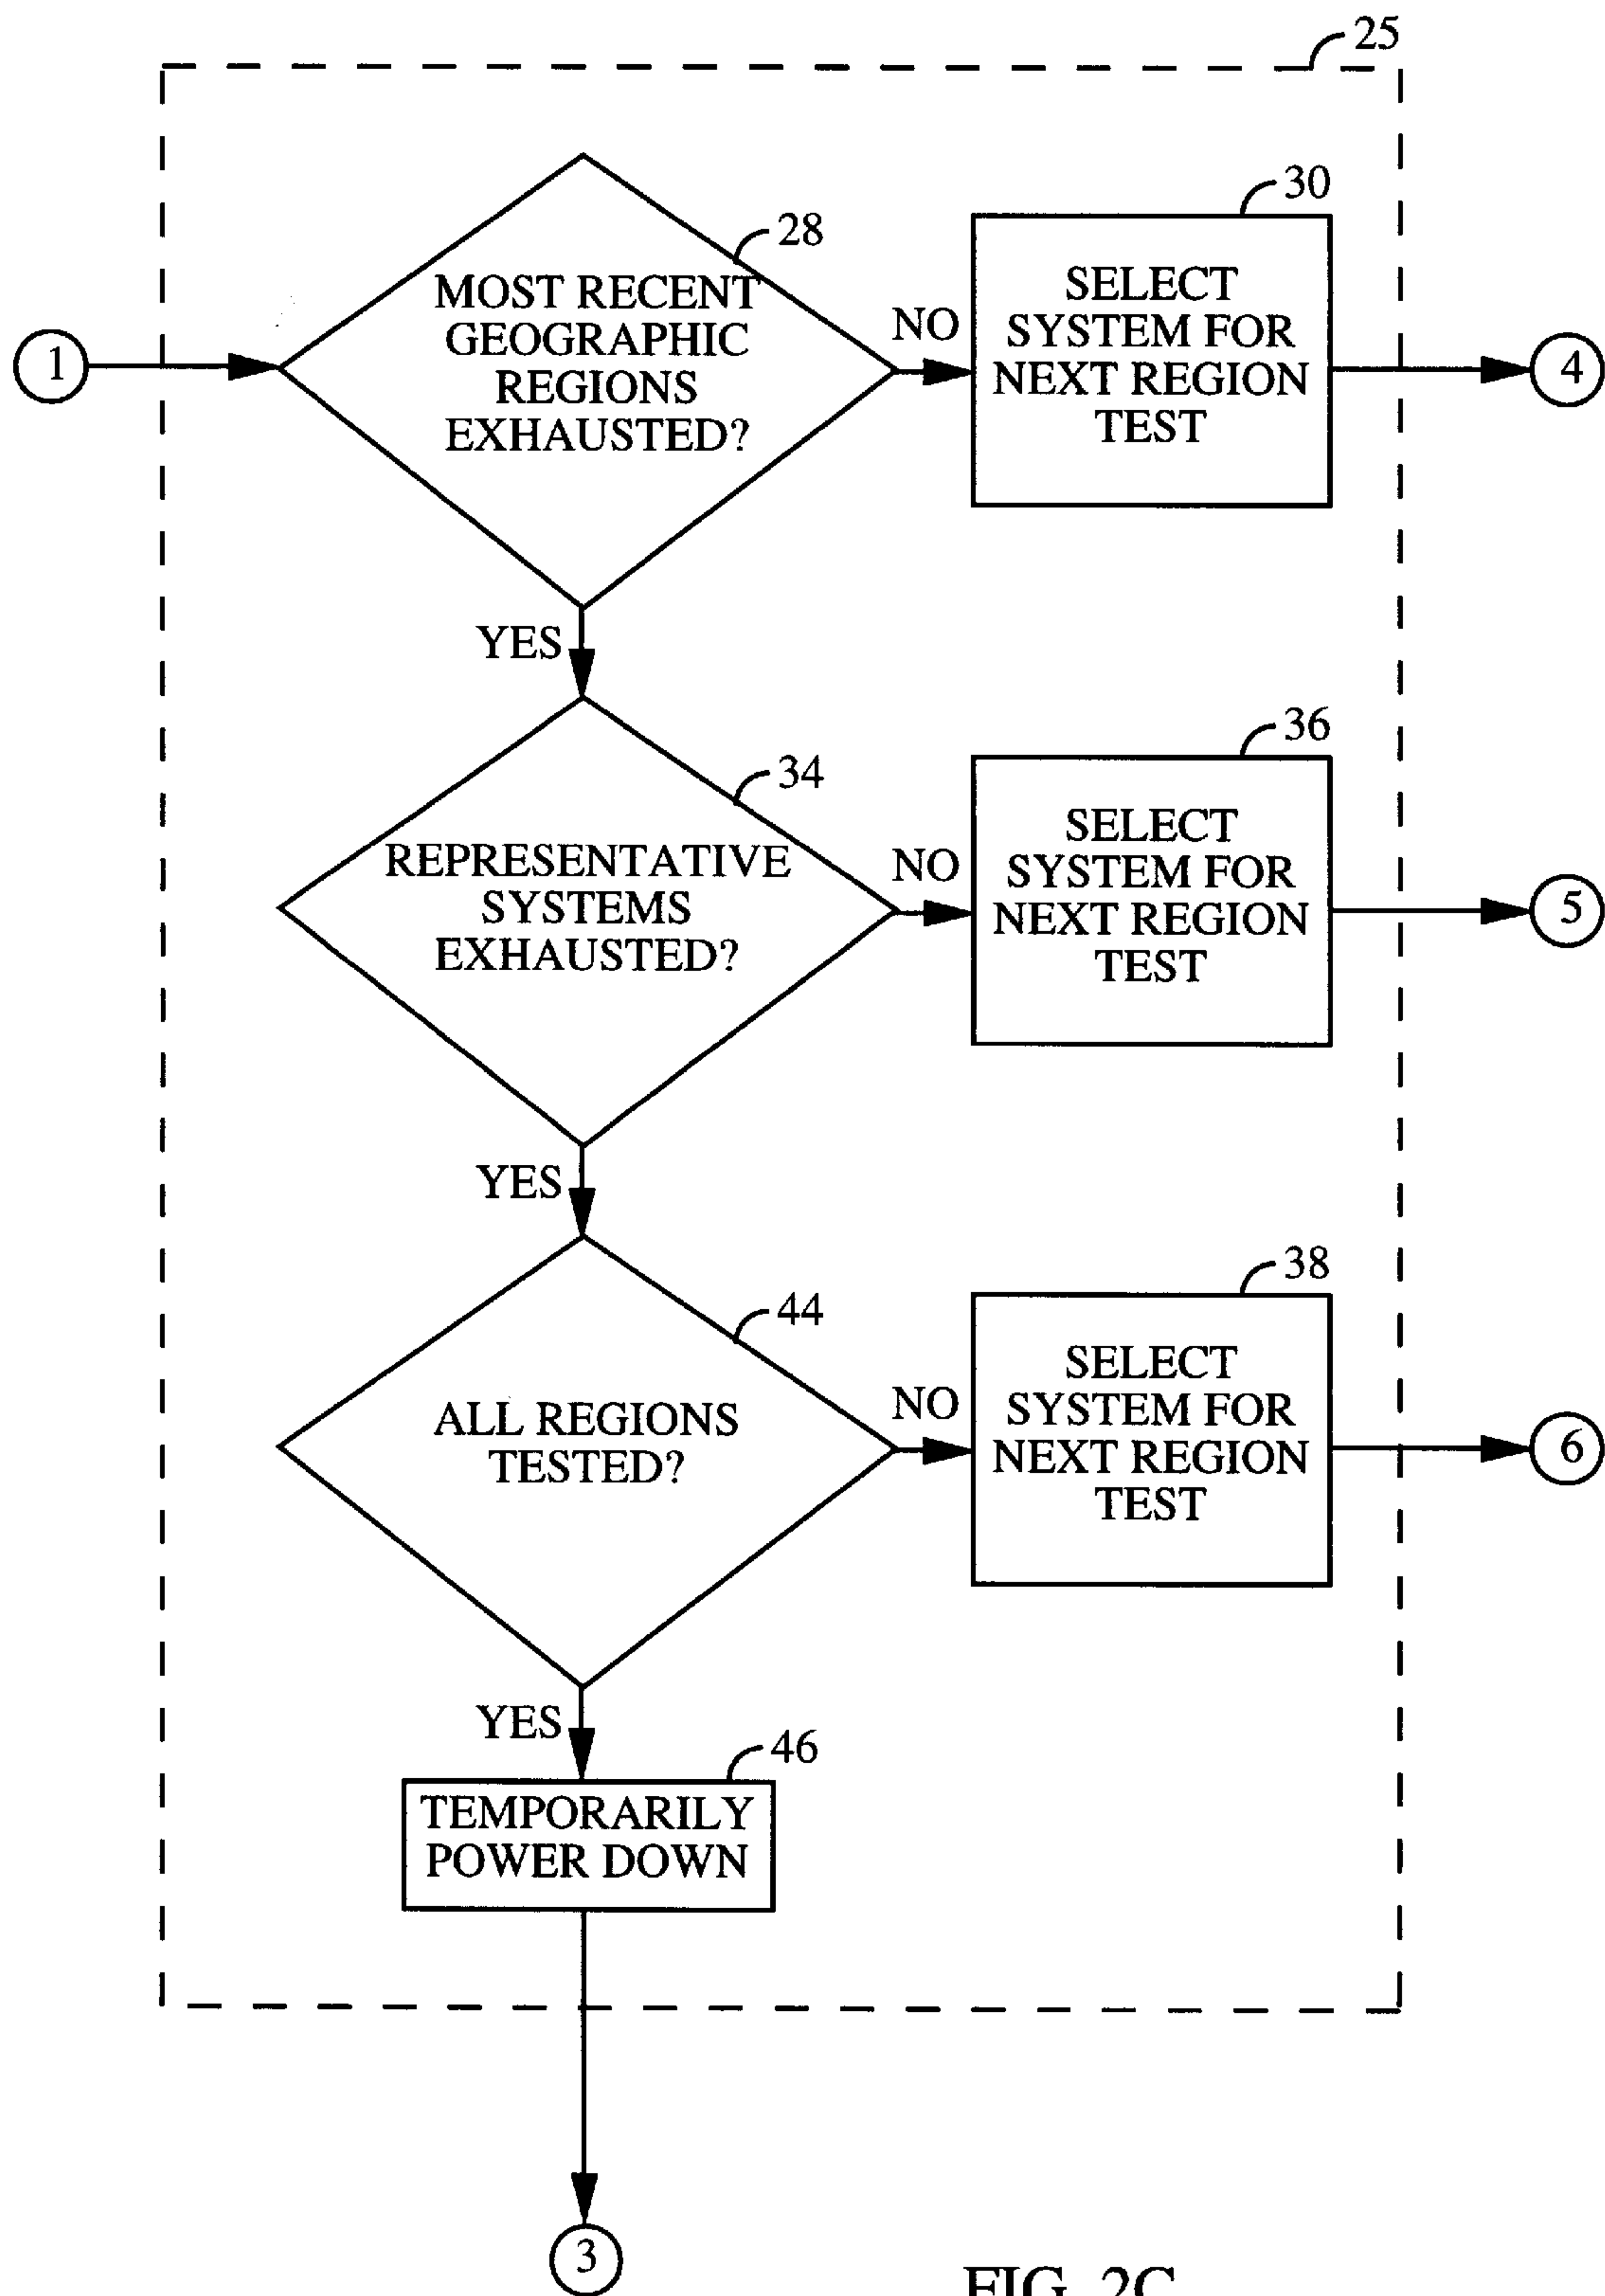 25
28
30
MOST RECENT
GEOGRAPHIC
REGIONS
EXHAUSTED?
NO
SELECT
SYSTEM FOR
NEXT REGION
TEST
1
4
YES
34
36
REPRESENTATIVE
SYSTEMS
EXHAUSTED?
NO
SELECT
SYSTEM FOR
NEXT REGION
TEST
5
YES
44
38
ALL REGIONS
TESTED?
NO
SELECT
SYSTEM FOR
NEXT REGION
TEST
6
YES
46
TEMPORARILY
POWER DOWN
3
FIG. 2C